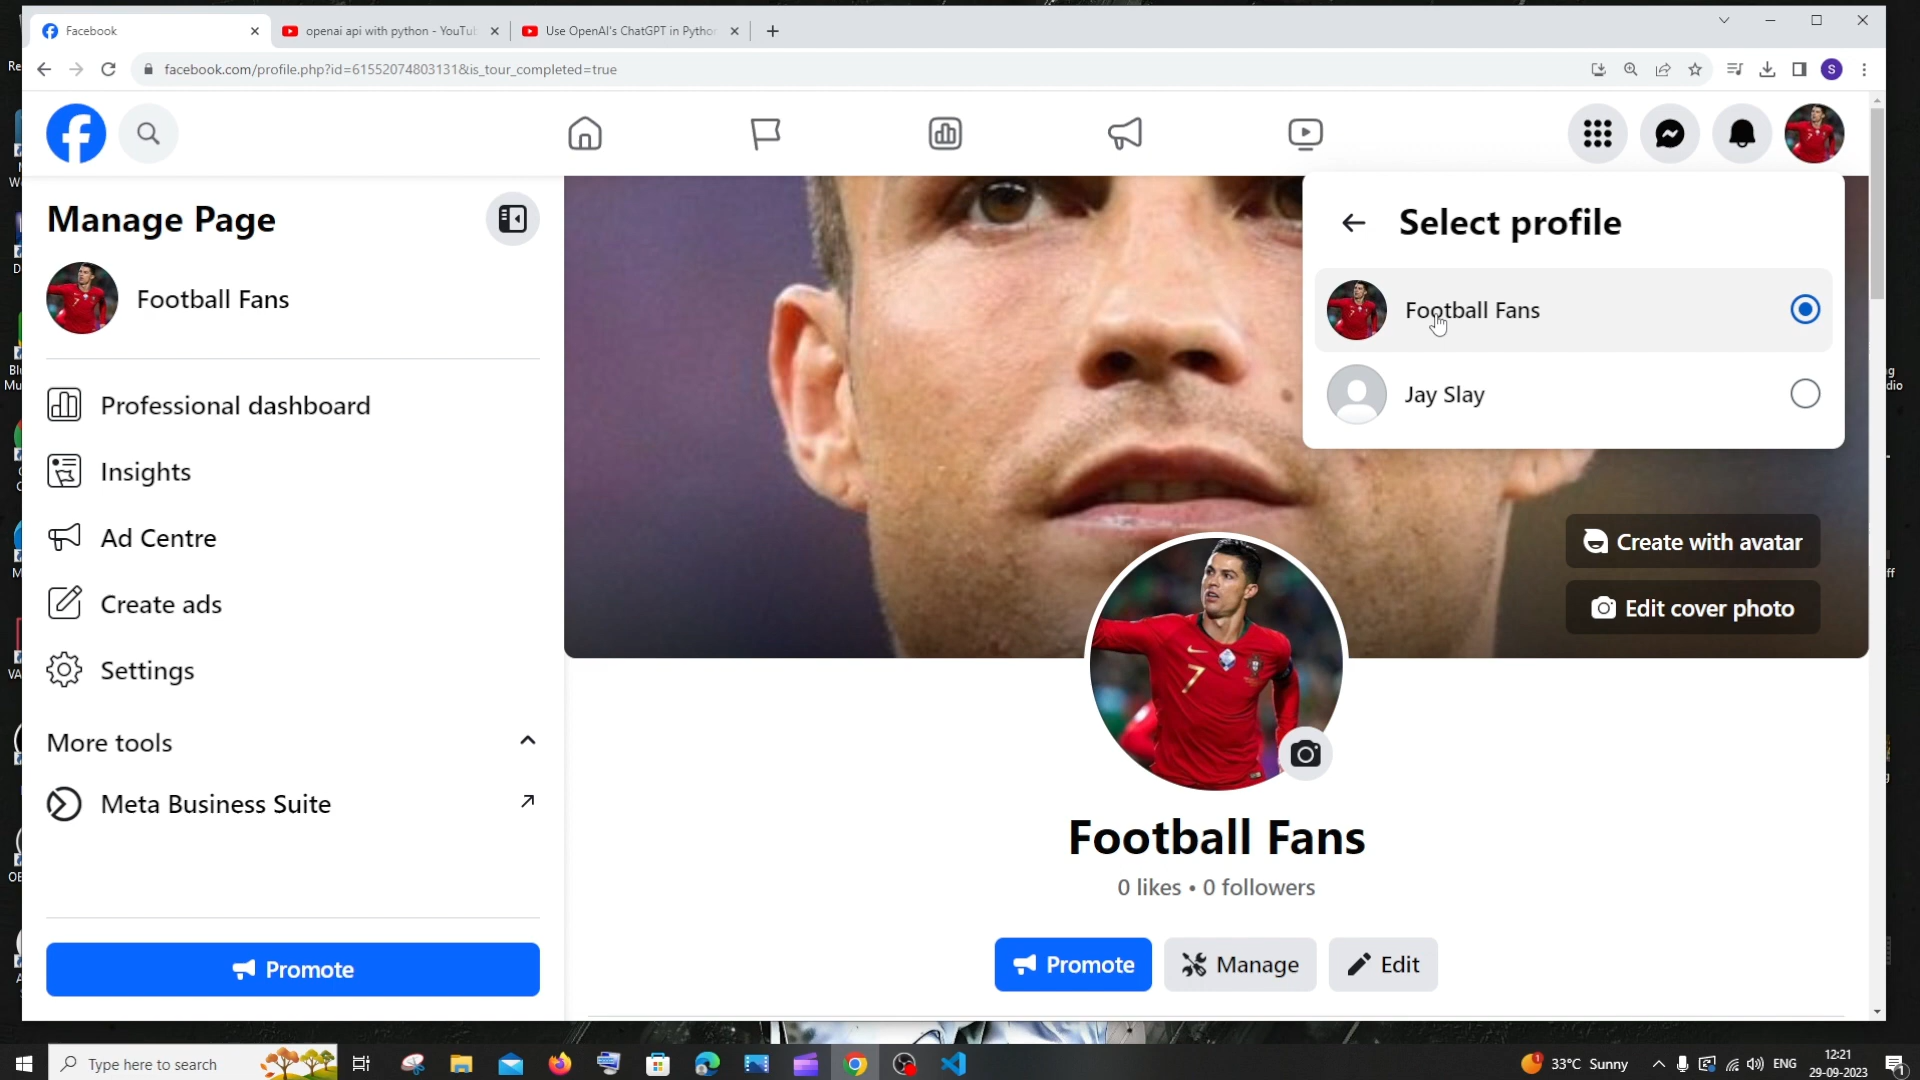 Facebook
openai api with python - YouTu
Use OpenAI's ChatGPT in Pytho
facebook.com/profile.php?id=61552074803131&is_tour_completed=true
S
Manage Page
Football Fans
Professional dashboard
Insights
Ad Centre
Create ads
Settings
More tools
Meta Business Suite
Promote
Select profile
Football Fans
Jay Slay
Create with avatar
Edit cover photo
7
Football Fans
0 likes • 0 followers
Promote
Manage
Edit
Type here to search
33°C Sunny
ENG
12:21
29-09-2023